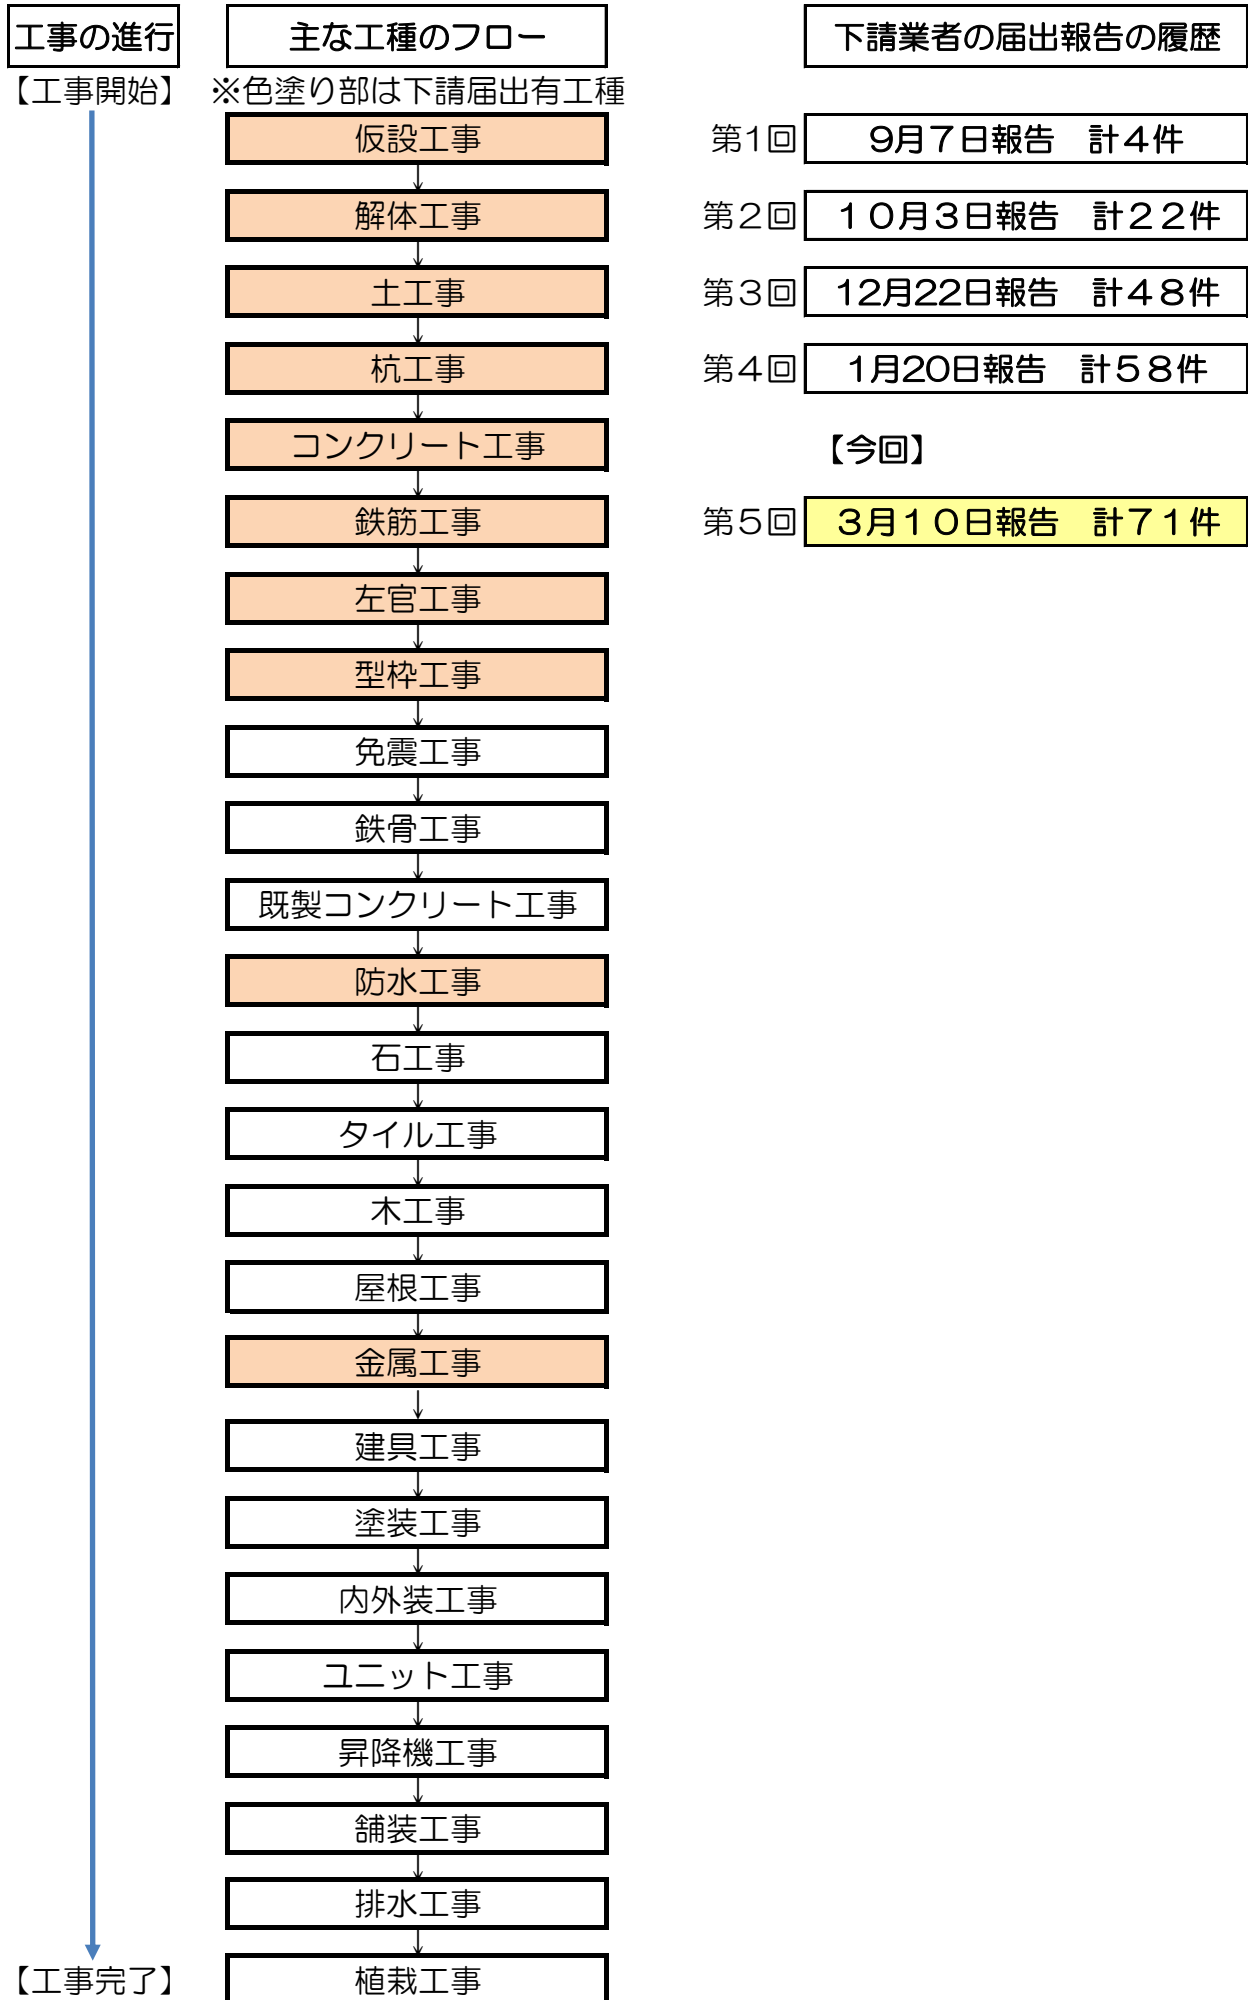 工事の進行
主な工種のフロー
下請業者の届出報告の履歴
【工事開始】
※色塗り部は下請届出有工種
仮設工事
第1回
9月7日報告　計4件
解体工事
第２回
１０月３日報告　計２２件
土工事
第３回
12月22日報告　計４８件
杭工事
第４回
1月20日報告　計５８件
コンクリート工事
【今回】
鉄筋工事
第５回
３月１０日報告　計７１件
左官工事
型枠工事
免震工事
鉄骨工事
既製コンクリート工事
防水工事
石工事
タイル工事
木工事
屋根工事
金属工事
建具工事
塗装工事
内外装工事
ユニット工事
昇降機工事
舗装工事
排水工事
【工事完了】
植栽工事